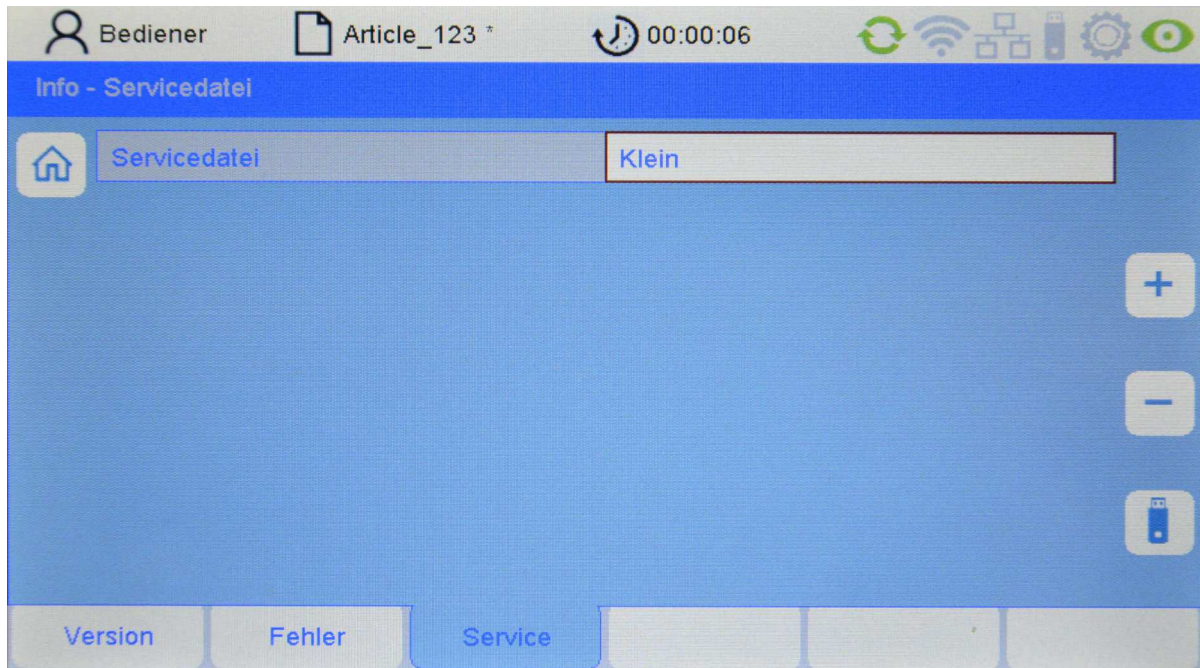 Bediener Article_123 * 00:00:06
Info - Servicedatei
Servicedatei Klein
+
−
Version Fehler Service